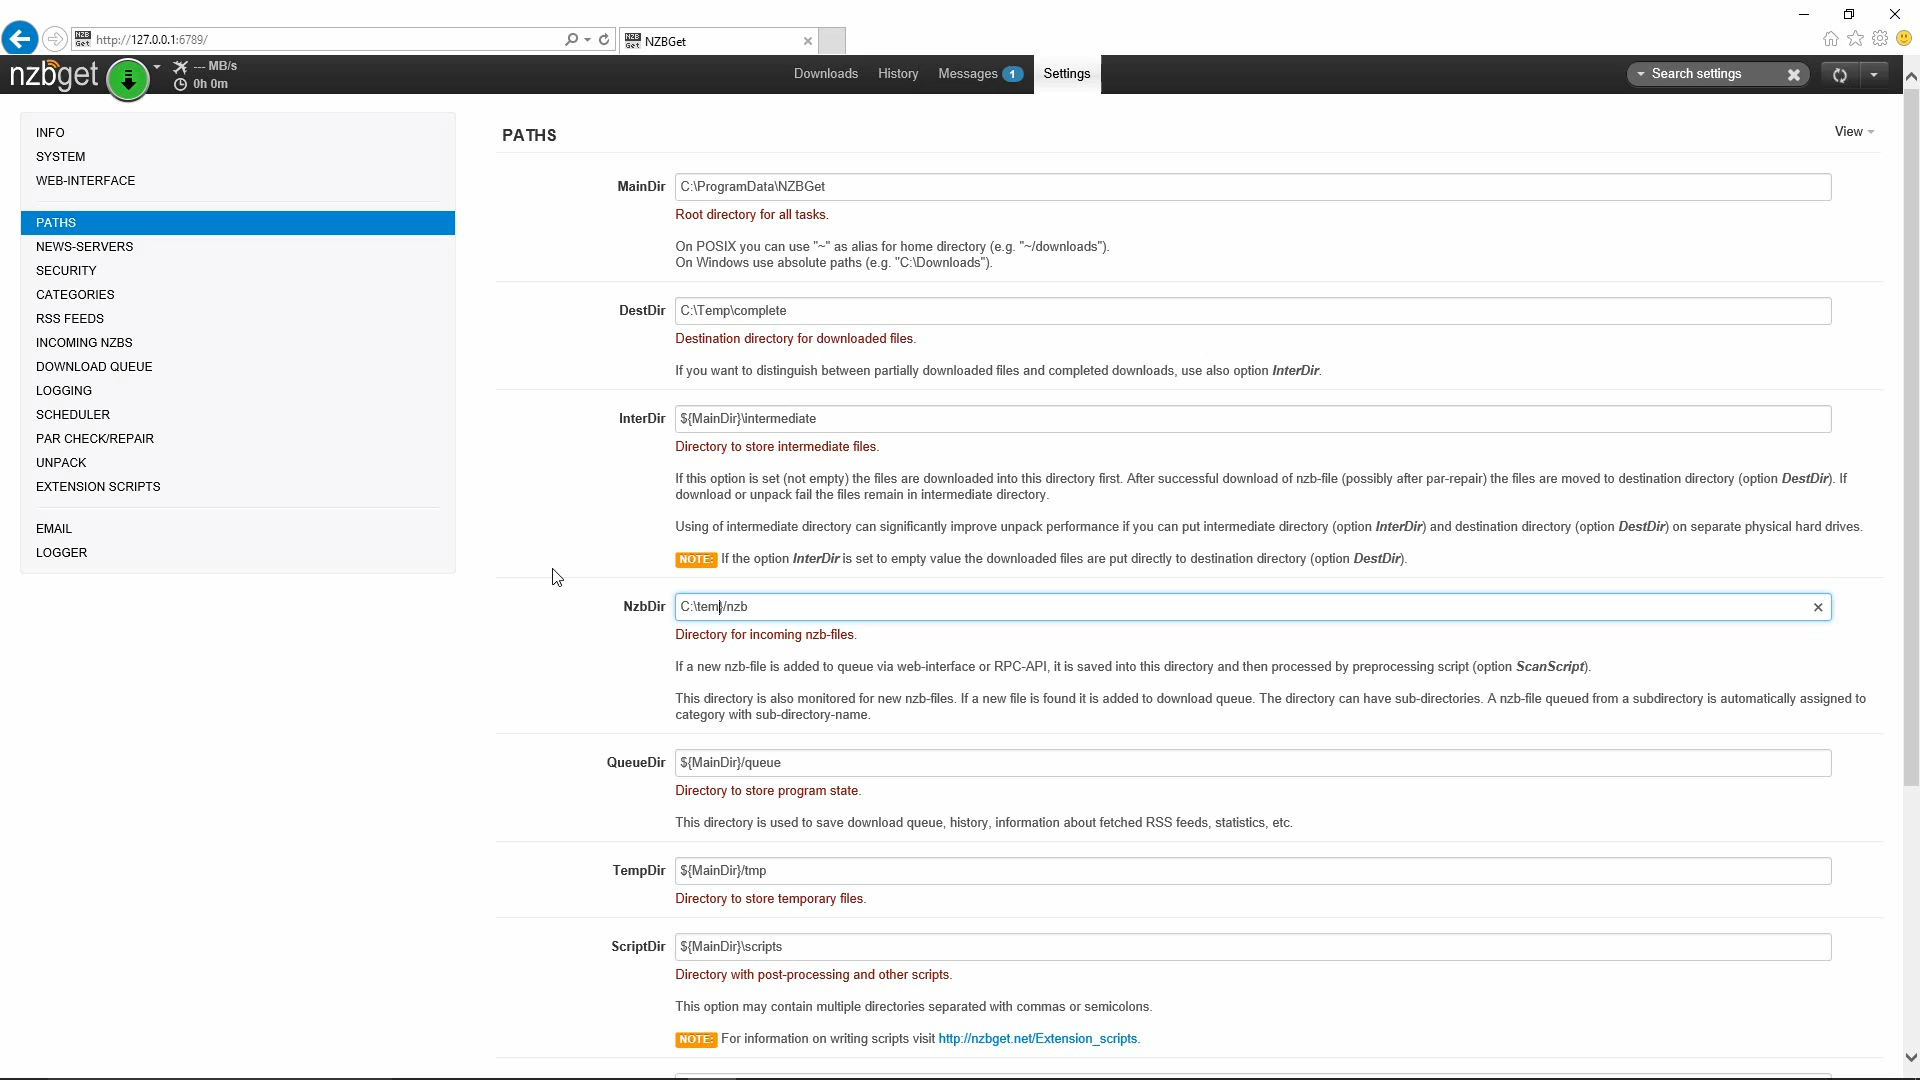 http://127.0.0.1:6789/
NZBGet
nzbget
--- MB/s
0h 0m
Downloads
History
Messages 1
Settings
Search settings
INFO
SYSTEM
WEB-INTERFACE
PATHS
NEWS-SERVERS
SECURITY
CATEGORIES
RSS FEEDS
INCOMING NZBS
DOWNLOAD QUEUE
LOGGING
SCHEDULER
PAR CHECK/REPAIR
UNPACK
EXTENSION SCRIPTS
EMAIL
LOGGER
PATHS
View
MainDir C:\ProgramData\NZBGet
Root directory for all tasks.
On POSIX you can use "~" as alias for home directory (e.g. "~/downloads").
On Windows use absolute paths (e.g. "C:\Downloads").
DestDir C:\Temp\complete
Destination directory for downloaded files.
If you want to distinguish between partially downloaded files and completed downloads, use also option InterDir.
InterDir ${MainDir}\intermediate
Directory to store intermediate files.
If this option is set (not empty) the files are downloaded into this directory first. After successful download of nzb-file (possibly after par-repair) the files are moved to destination directory (option DestDir). If
download or unpack fail the files remain in intermediate directory.
Using of intermediate directory can significantly improve unpack performance if you can put intermediate directory (option InterDir) and destination directory (option DestDir) on separate physical hard drives.
NOTE: If the option InterDir is set to empty value the downloaded files are put directly to destination directory (option DestDir).
NzbDir
Directory for incoming nzb-files.
If a new nzb-file is added to queue via web-interface or RPC-API, it is saved into this directory and then processed by preprocessing script (option ScanScript).
This directory is also monitored for new nzb-files. If a new file is found it is added to download queue. The directory can have sub-directories. A nzb-file queued from a subdirectory is automatically assigned to
category with sub-directory-name.
QueueDir ${MainDir}/queue
Directory to store program state.
This directory is used to save download queue, history, information about fetched RSS feeds, statistics, etc.
TempDir ${MainDir}/tmp
Directory to store temporary files.
ScriptDir ${MainDir}\scripts
Directory with post-processing and other scripts.
This option may contain multiple directories separated with commas or semicolons.
NOTE: For information on writing scripts visit http://nzbget.net/Extension_scripts.